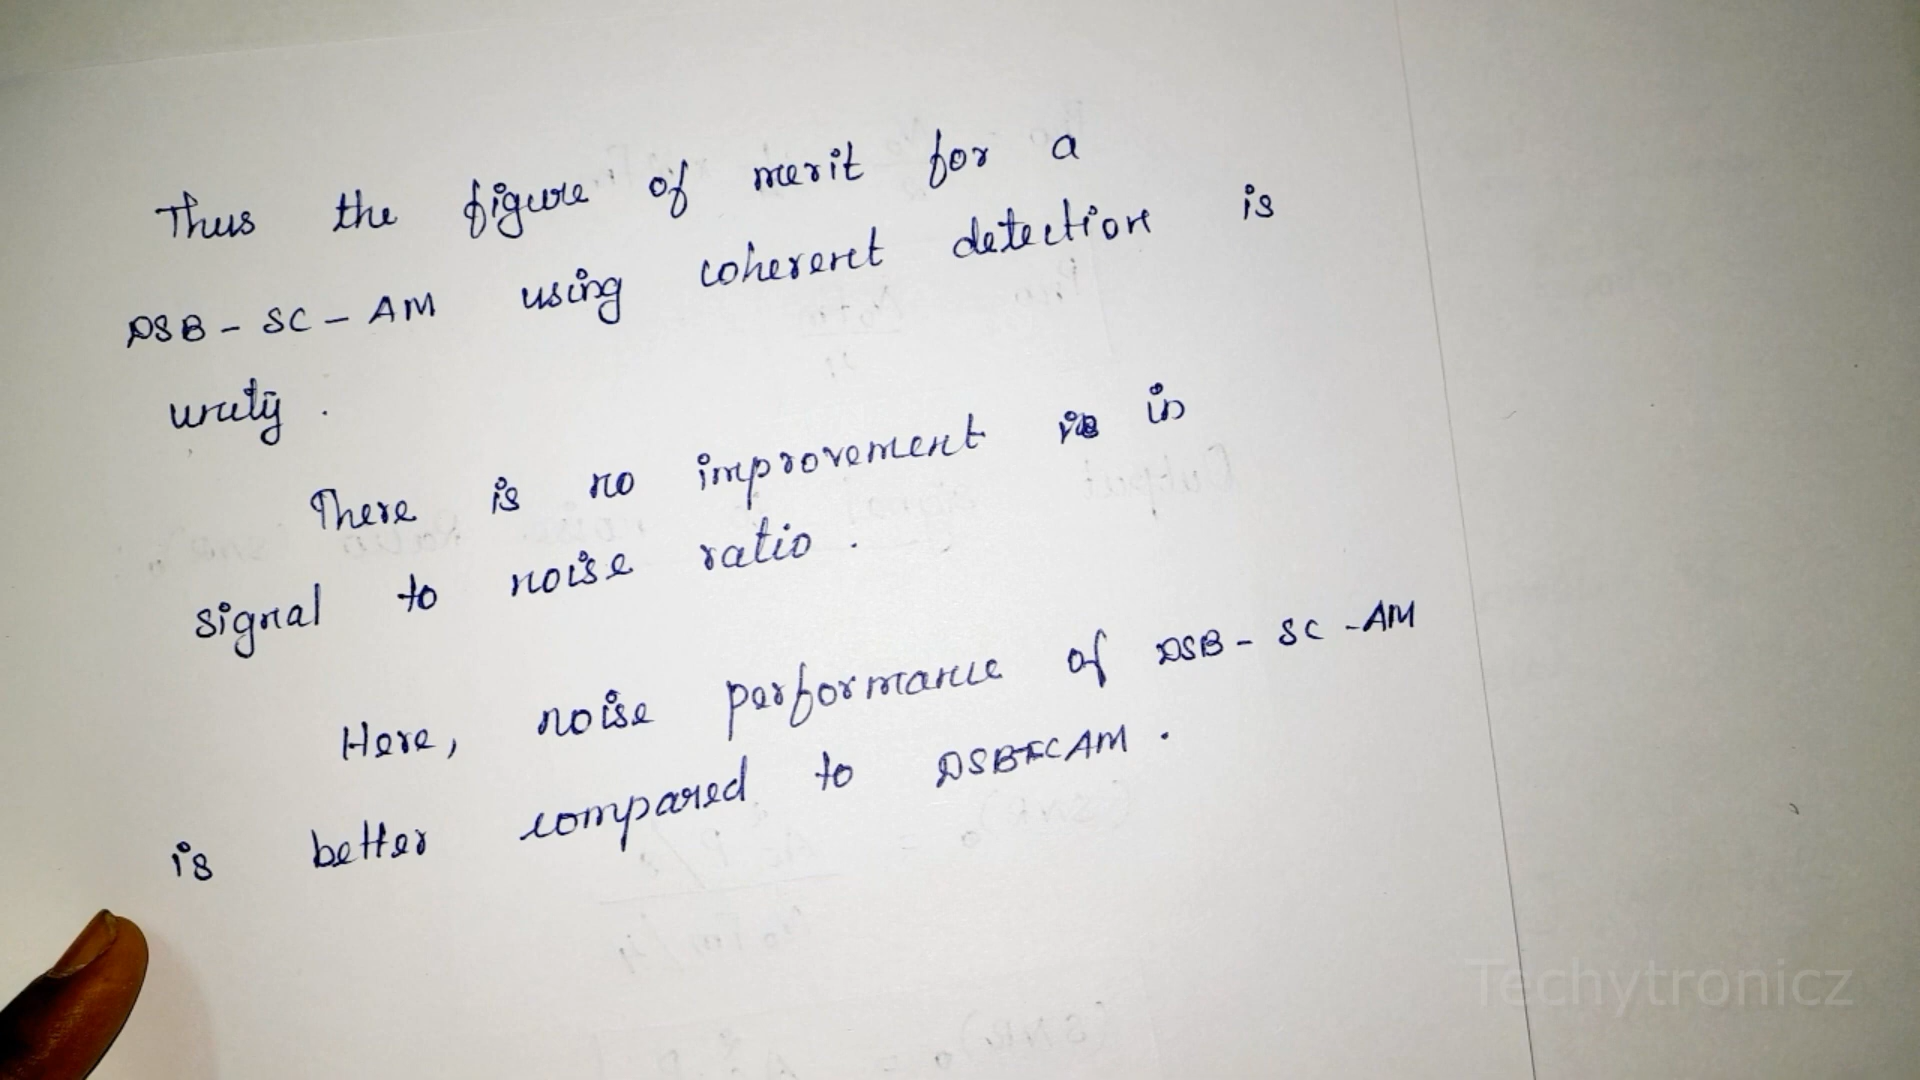 Thus the figure of merit for a
DSB - SC - AM using coherent detection is
unity .
There is no improvement in
signal to noise ratio .
Here, noise performance of DSB - SC - AM
is better compared to DSBFCAM .
Techytronicz